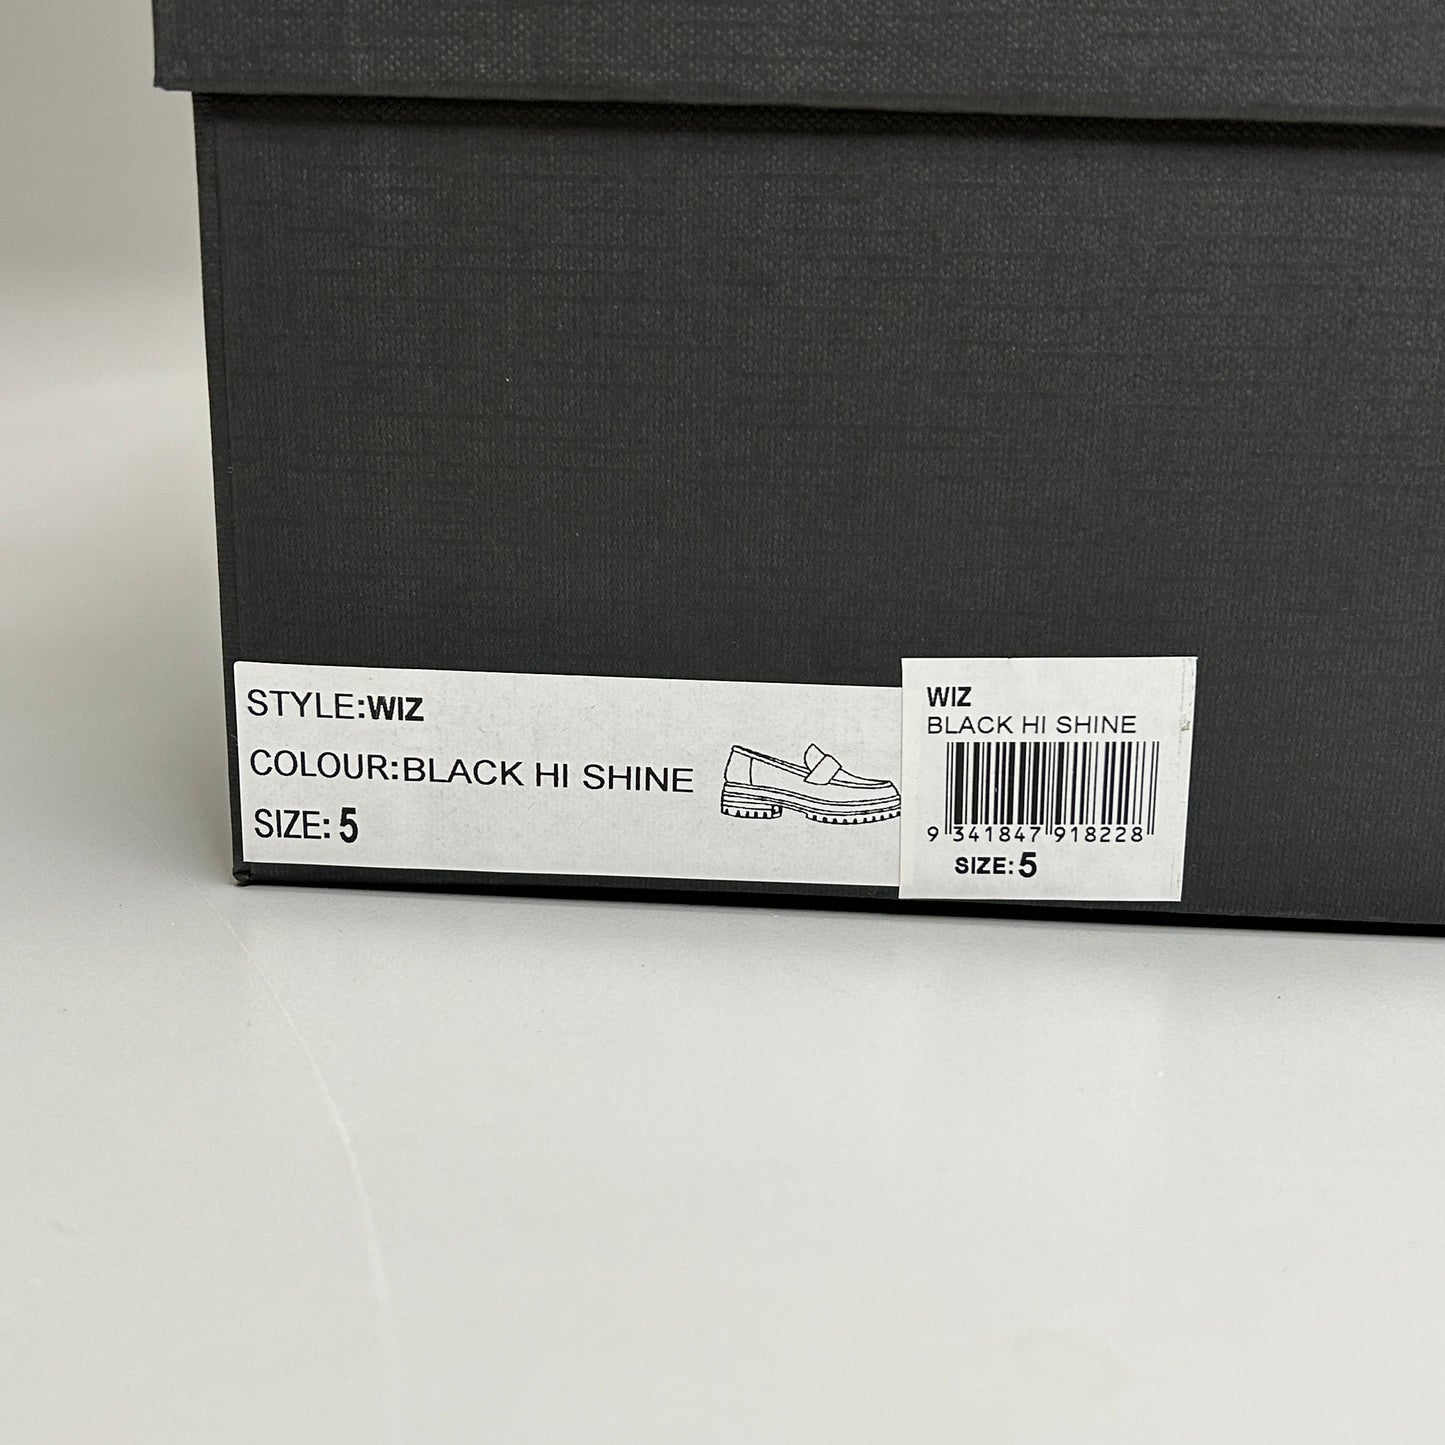 STYLE:WIZ
COLOUR:BLACK HI SHINE
SIZE: 5
WIZ
BLACK HI SHINE
9 341847 918228
SIZE: 5